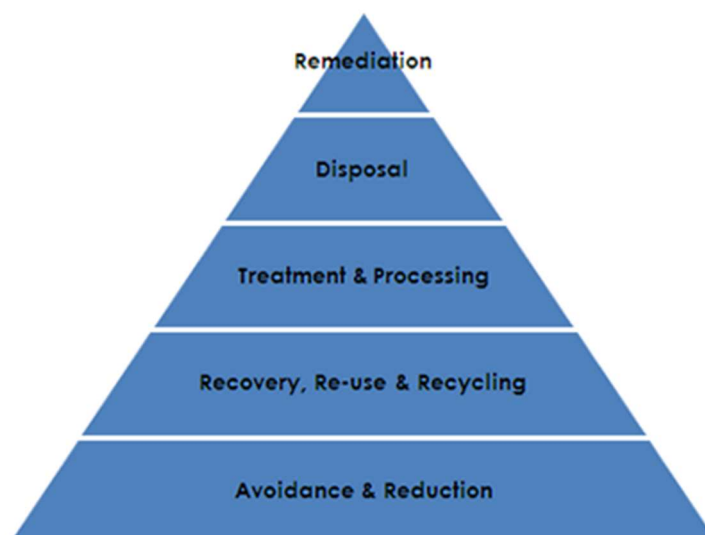 Remediation
Disposal
Treatment & Processing
Recovery, Re-use & Recycling
Avoidance & Reduction